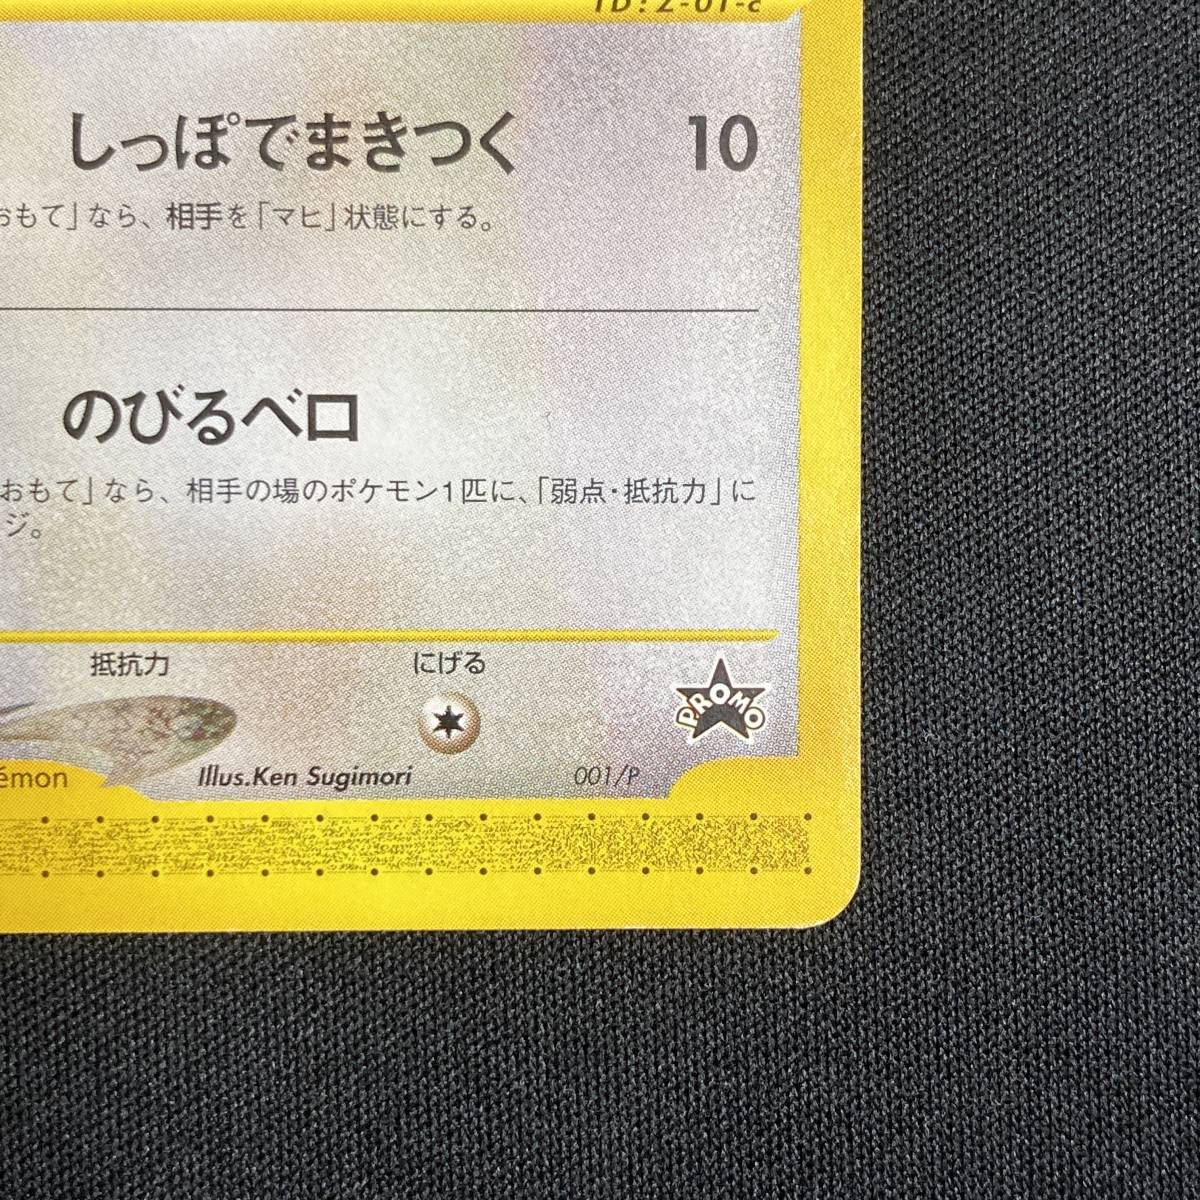 ID:Z-01-c
しっぽでまきつく 10
おもて」なら、相手を「マヒ」状態にする。
のびるベロ
おもて」なら、相手の場のポケモン1匹に、「弱点・抵抗力」に
ジ。
抵抗力 にげる
PROMO
émon Illus.Ken Sugimori 001/P